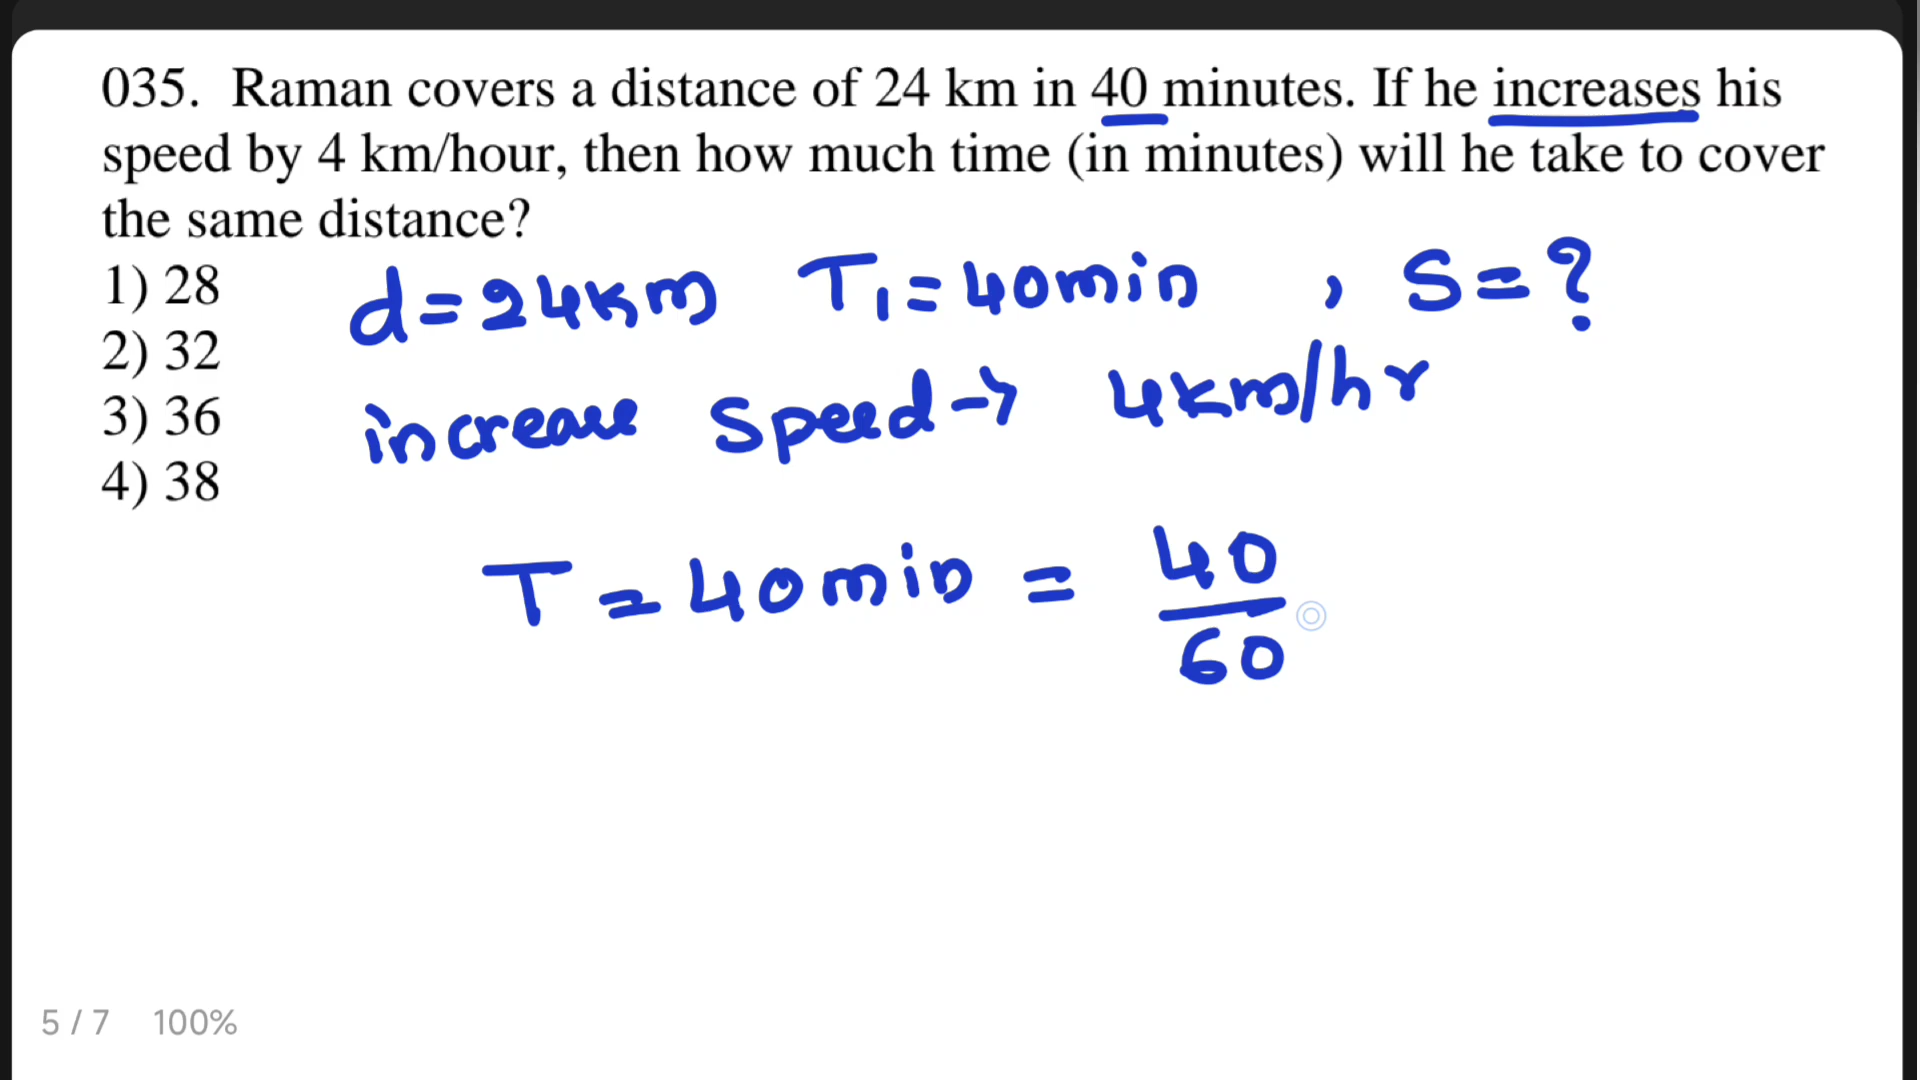 035. Raman covers a distance of 24 km in 40 minutes. If he increases his
speed by 4 km/hour, then how much time (in minutes) will he take to cover
the same distance?
1) 28
2) 32
3) 36
4) 38
d=24km T₁=40min , S=?
increase speed→ 4km/hr
T=40min = 40/60
5 / 7 100%